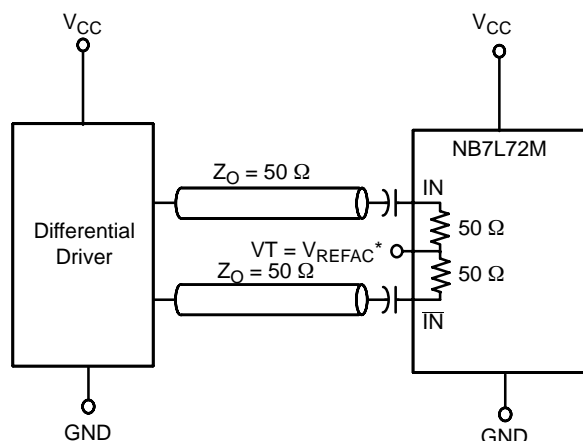 VCC
VCC
NB7L72M
ZO = 50 Ω
IN
50 Ω
Differential
Driver
VT = VREFAC*
50 Ω
ZO = 50 Ω
IN
GND
GND